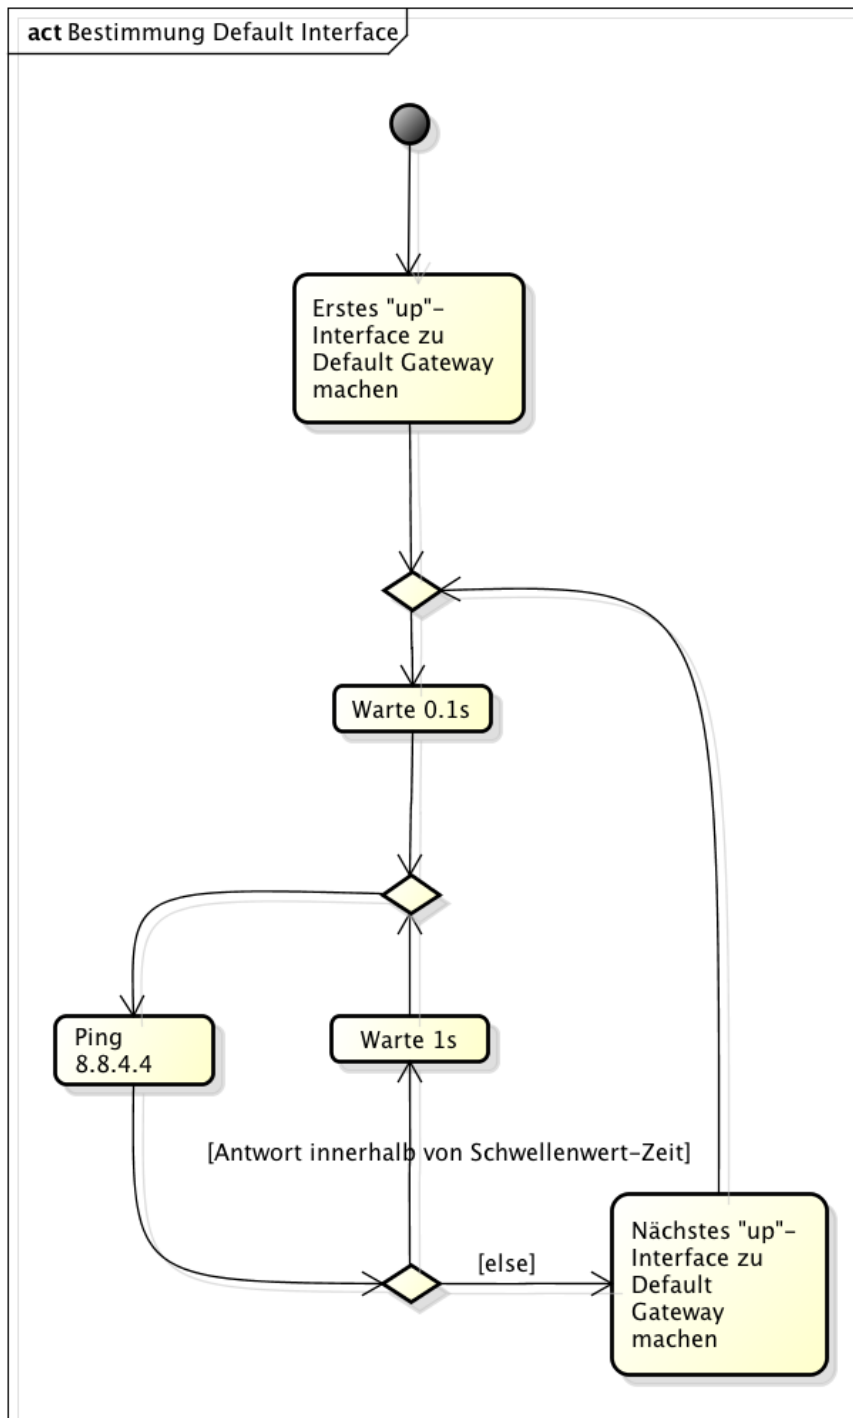 act Bestimmung Default Interface
Erstes "up"-
Interface zu
Default Gateway
machen
Warte 0.1s
Ping
8.8.4.4
Warte 1s
[Antwort innerhalb von Schwellenwert-Zeit]
[else]
Nächstes "up"-
Interface zu
Default
Gateway
machen